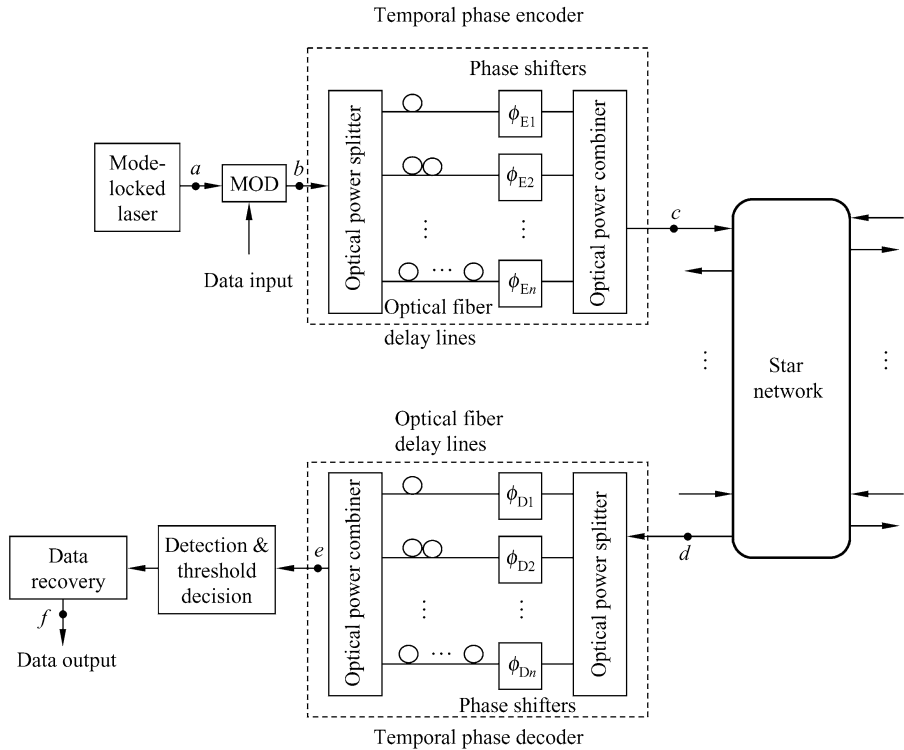 Temporal phase encoder
Phase shifters
Optical power splitter
ϕE1
ϕE2
⋮
⋮
···
ϕEn
Optical power combiner
Optical fiber
delay lines
Mode-
locked
laser
a
MOD
b
Data input
c
Star
network
⋮
⋮
d
Optical fiber
delay lines
Optical power combiner
ϕD1
ϕD2
⋮
⋮
···
ϕDn
Optical power splitter
Phase shifters
Temporal phase decoder
e
Detection &
threshold
decision
Data
recovery
f
Data output